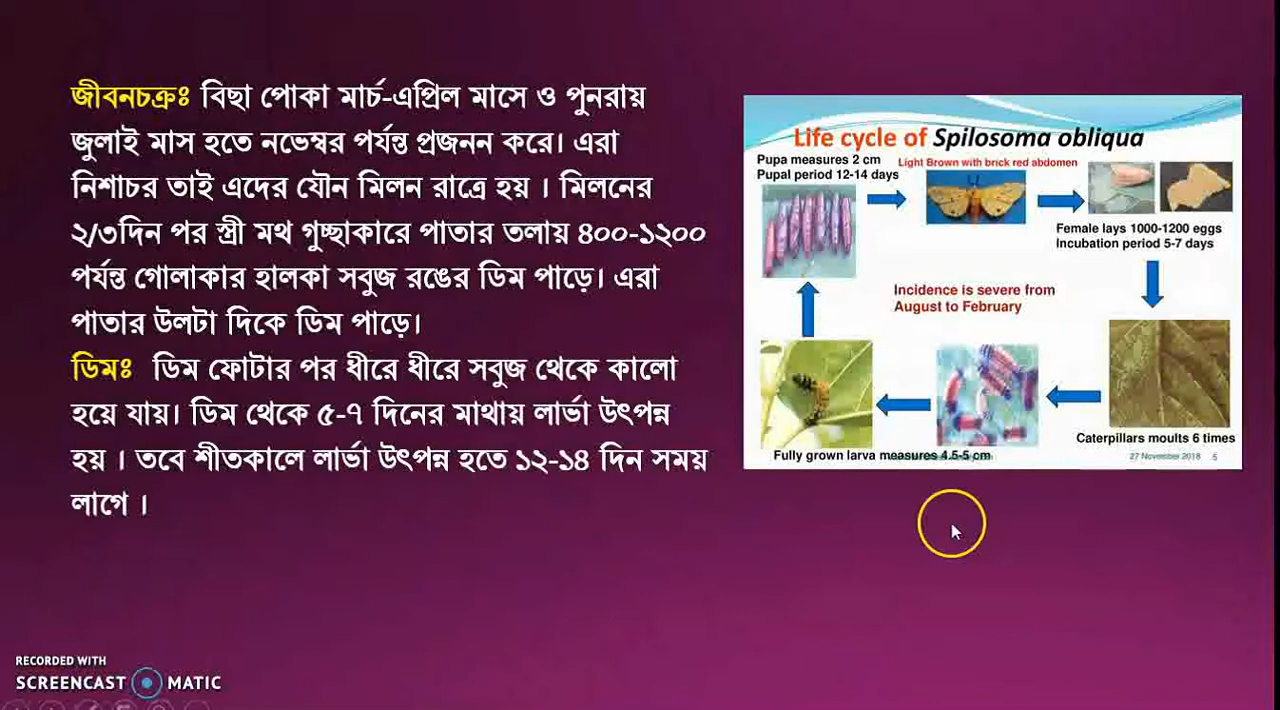 জীবনচক্রঃ বিছা পোকা মার্চ-এপ্রিল মাসে ও পুনরায়
জুলাই মাস হতে নভেম্বর পর্যন্ত প্রজনন করে। এরা
নিশাচর তাই এদের যৌন মিলন রাত্রে হয় । মিলনের
২/৩দিন পর স্ত্রী মথ গুচ্ছাকারে পাতার তলায় ৪০০-১২০০
পর্যন্ত গোলাকার হালকা সবুজ রঙের ডিম পাড়ে। এরা
পাতার উলটা দিকে ডিম পাড়ে।
ডিমঃ ডিম ফোটার পর ধীরে ধীরে সবুজ থেকে কালো
হয়ে যায়। ডিম থেকে ৫-৭ দিনের মাথায় লার্ভা উৎপন্ন
হয় । তবে শীতকালে লার্ভা উৎপন্ন হতে ১২-১৪ দিন সময়
লাগে ।
Life cycle of Spilosoma obliqua
Pupa measures 2 cm
Pupal period 12-14 days
Light Brown with brick red abdomen
Female lays 1000-1200 eggs
Incubation period 5-7 days
Incidence is severe from
August to February
Caterpillars moults 6 times
Fully grown larva measures 4.5-5 cm
27 November 2018 5
RECORDED WITH
SCREENCAST MATIC